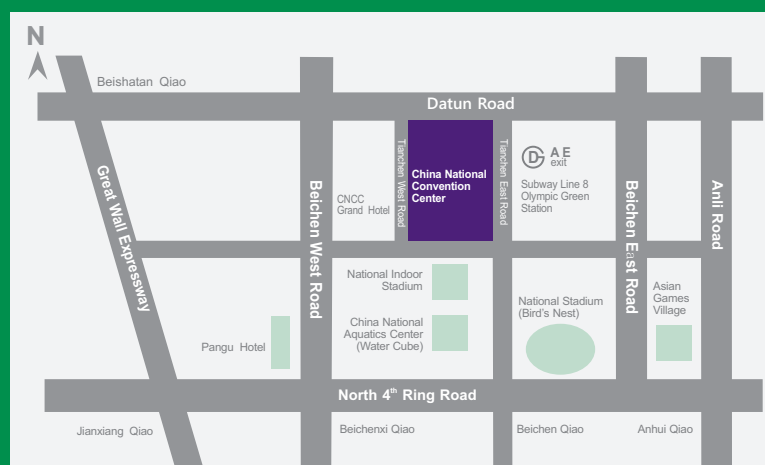 N
Beishatan Qiao
Datun Road
Great Wall Expressway
Beichen West Road
CNCC
Grand Hotel
Tianchen West Road
China National
Convention
Center
Tianchen East Road
D
A E
exit
Subway Line 8
Olympic Green
Station
Beichen East Road
Anli Road
National Indoor
Stadium
China National
Aquatics Center
(Water Cube)
Pangu Hotel
National Stadium
(Bird's Nest)
Asian
Games
Village
North 4th Ring Road
Jianxiang Qiao
Beichenxi Qiao
Beichen Qiao
Anhui Qiao